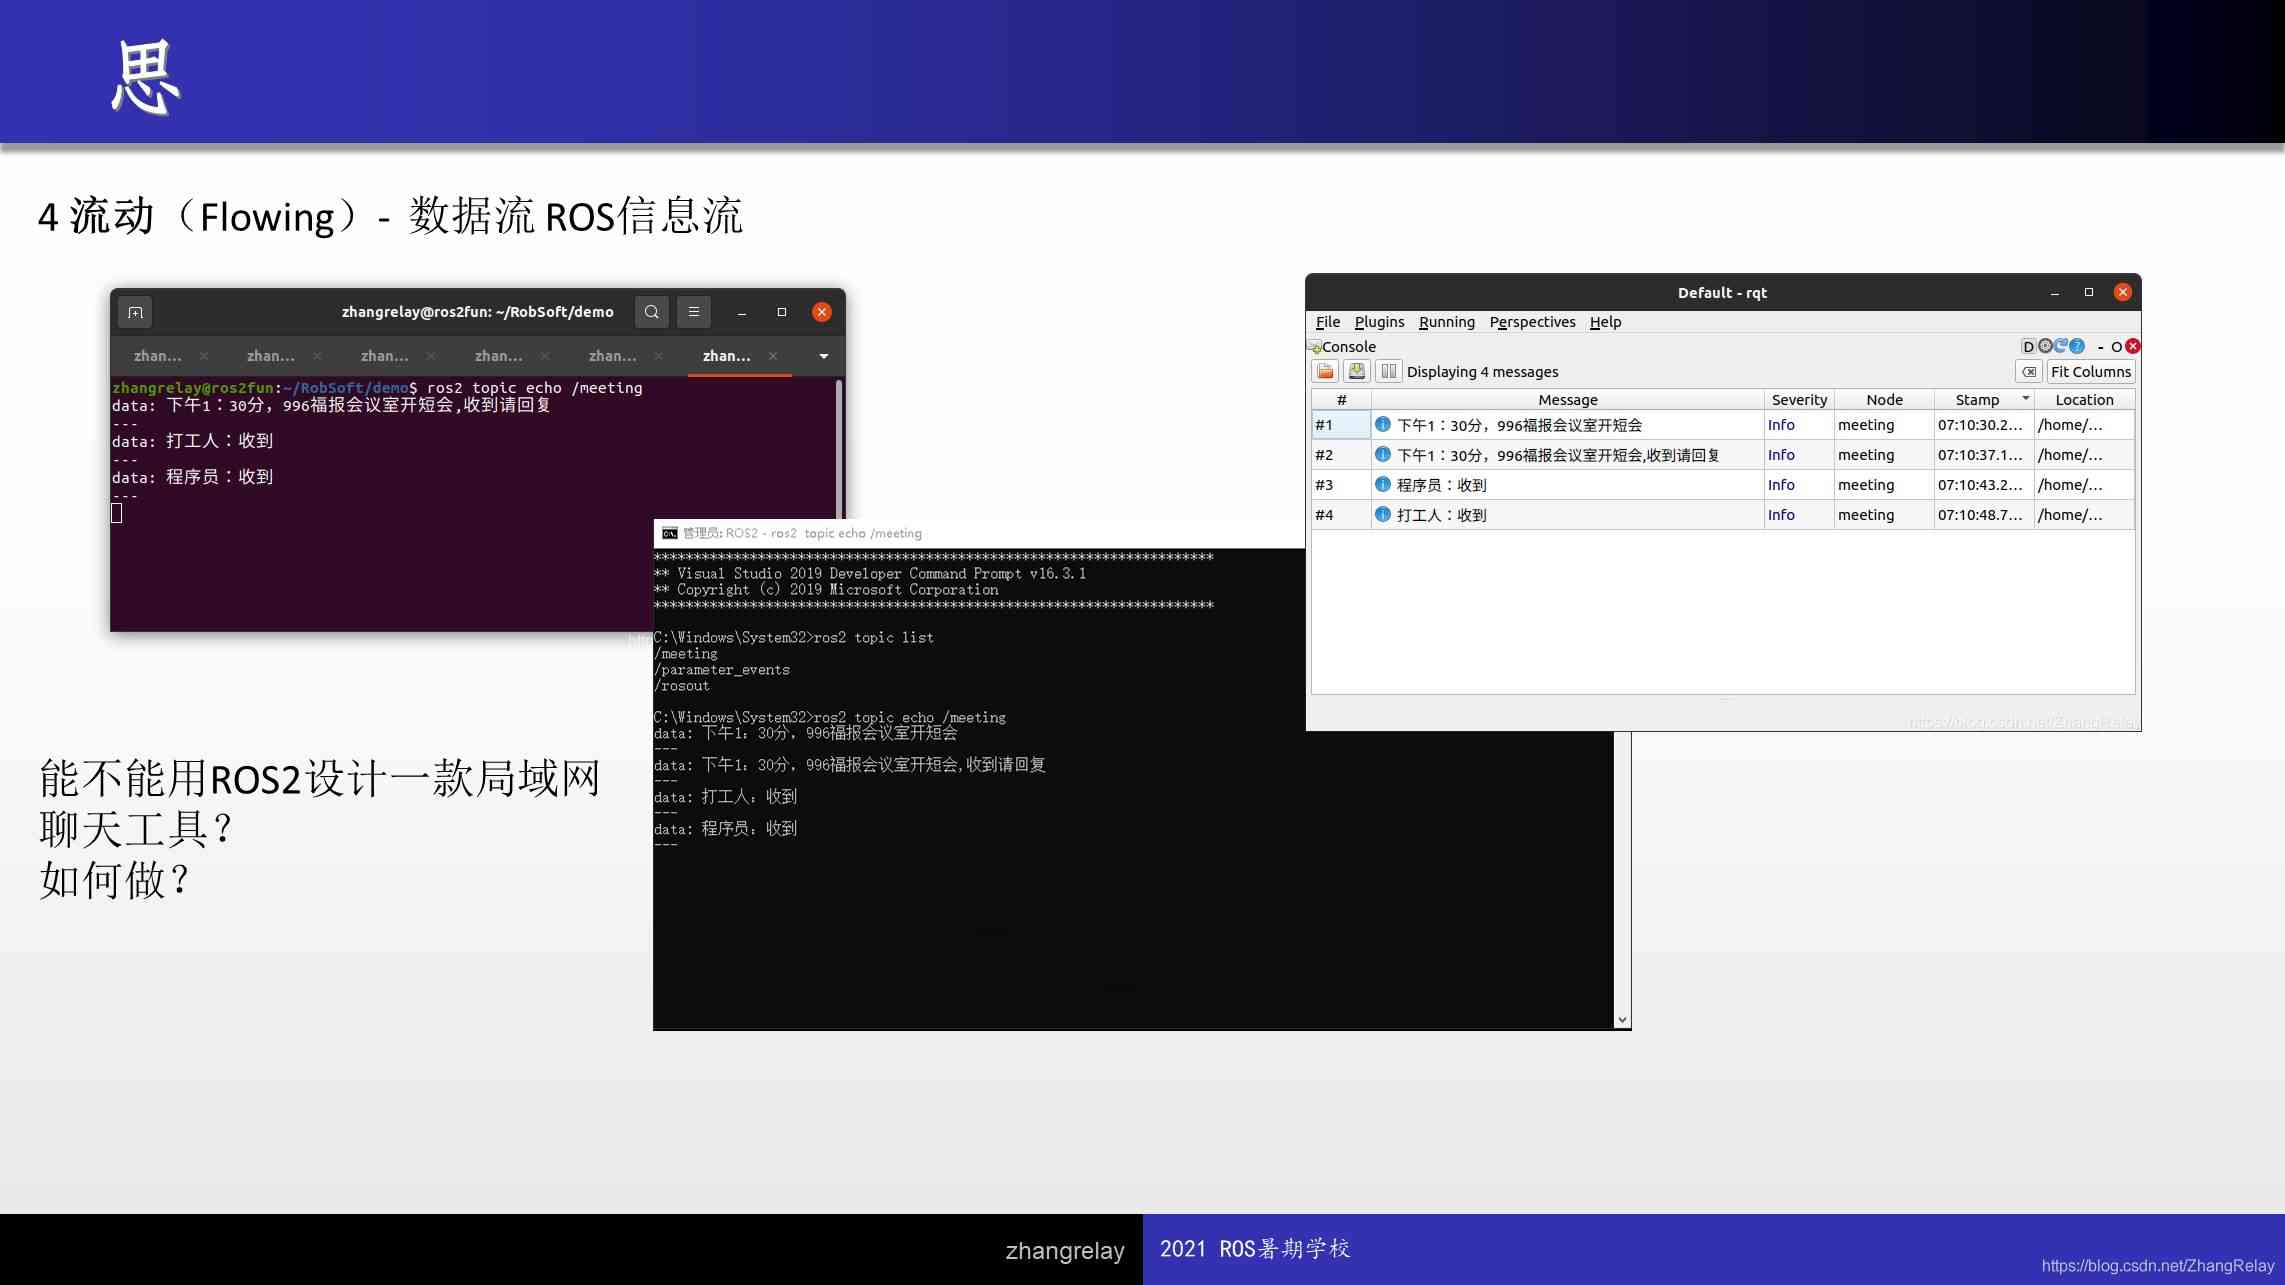 思
4 流动（Flowing）- 数据流 ROS信息流
zhangrelay@ros2fun: ~/RobSoft/demo
zhan... × zhan... × zhan... × zhan... × zhan... × zhan... ×
zhangrelay@ros2fun:~/RobSoft/demo$ ros2 topic echo /meeting
data: 下午1：30分，996福报会议室开短会,收到请回复
---
data: 打工人：收到
---
data: 程序员：收到
---
管理员: ROS2 - ros2 topic echo /meeting
**********************************************************************
** Visual Studio 2019 Developer Command Prompt v16.3.1
** Copyright (c) 2019 Microsoft Corporation
**********************************************************************
C:\Windows\System32>ros2 topic list
/meeting
/parameter_events
/rosout
C:\Windows\System32>ros2 topic echo /meeting
data: 下午1：30分，996福报会议室开短会
---
data: 下午1：30分，996福报会议室开短会,收到请回复
---
data: 打工人：收到
---
data: 程序员：收到
---
Default - rqt
File Plugins Running Perspectives Help
Console
D - O
Displaying 4 messages
Fit Columns
# Message Severity Node Stamp Location
#1 下午1：30分，996福报会议室开短会 Info meeting 07:10:30.2... /home/...
#2 下午1：30分，996福报会议室开短会,收到请回复 Info meeting 07:10:37.1... /home/...
#3 程序员：收到 Info meeting 07:10:43.2... /home/...
#4 打工人：收到 Info meeting 07:10:48.7... /home/...
https://blog.csdn.net/ZhangRelay
能不能用ROS2设计一款局域网
聊天工具？
如何做？
zhangrelay
2021 ROS暑期学校
https://blog.csdn.net/ZhangRelay